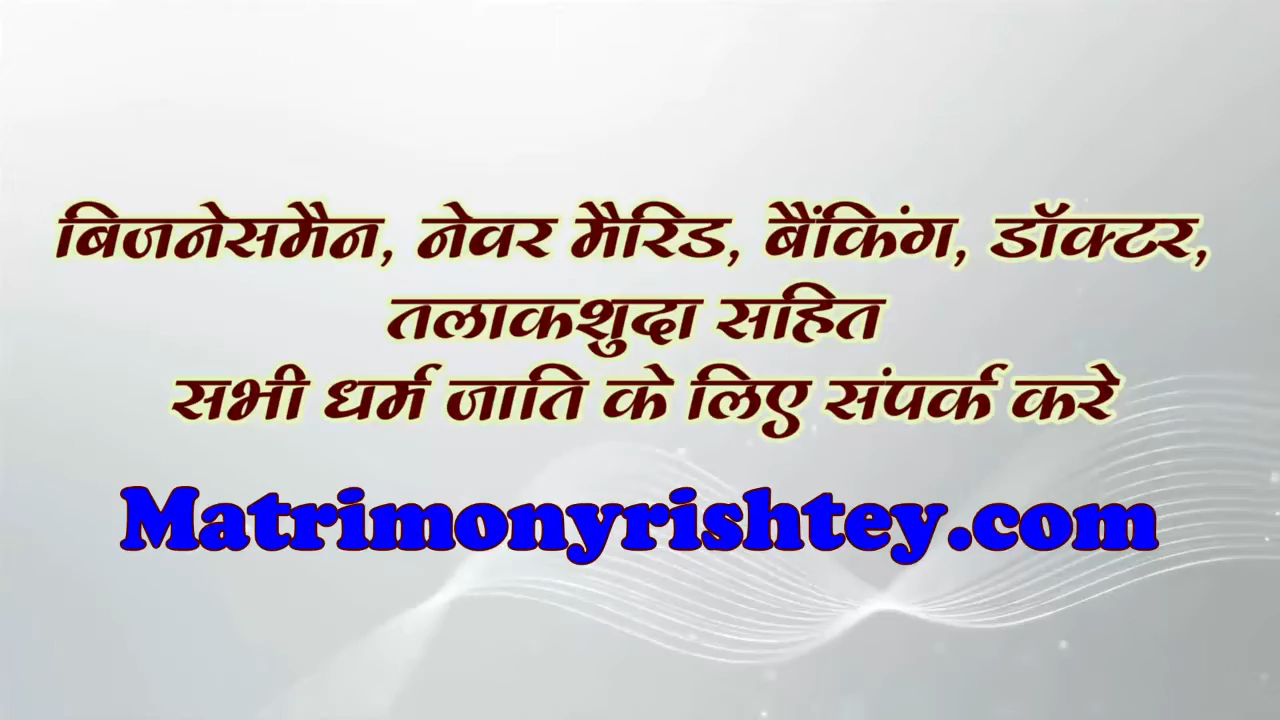 बिजनेसमैन, नेवर मैरिड, बैंकिंग, डॉक्टर,
तलाकशुदा सहित
सभी धर्म जाति के लिए संपर्क करे
Matrimonyrishtey.com